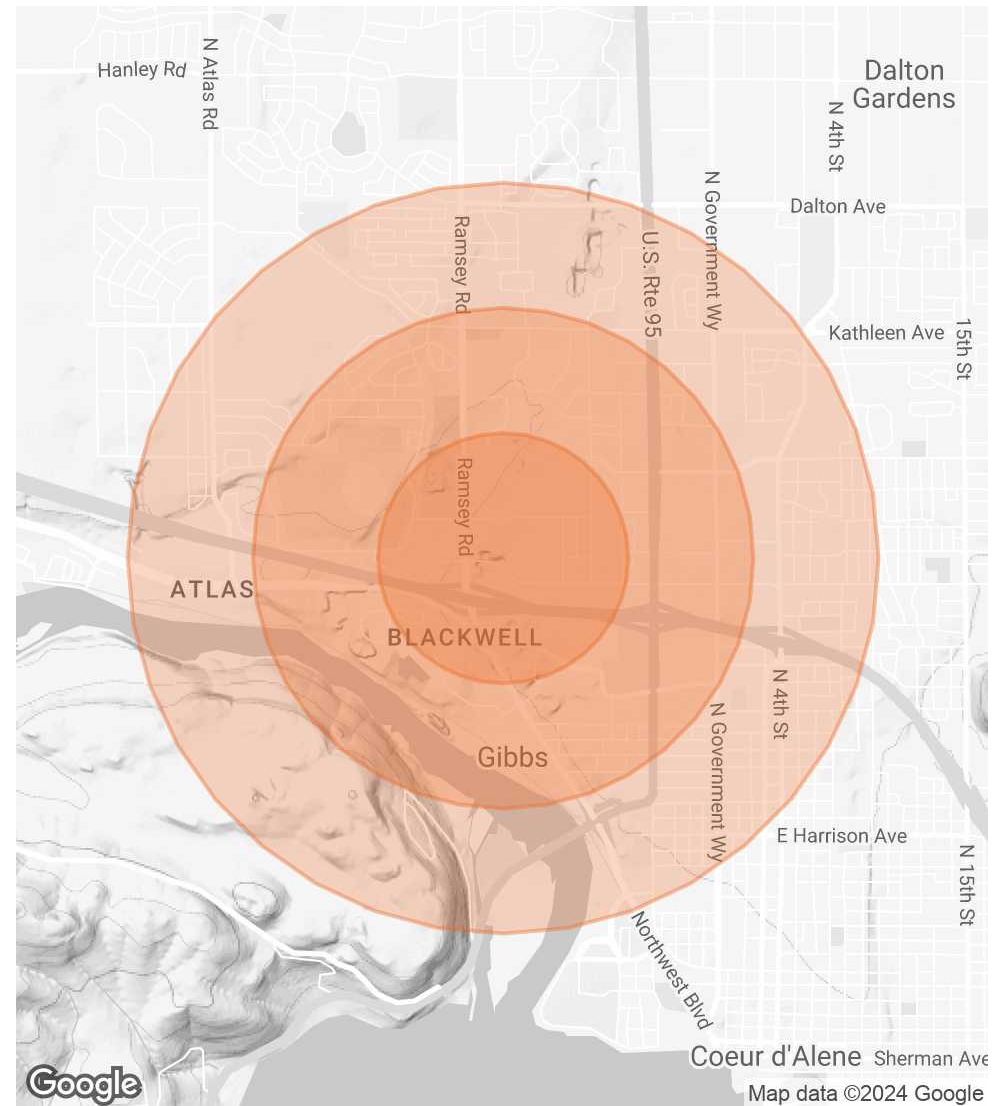 Hanley Rd
N Atlas Rd
Dalton
Gardens
N 4th St
N Government Wy
Dalton Ave
Ramsey Rd
U.S. Rte 95
Kathleen Ave
15th St
Ramsey Rd
ATLAS
BLACKWELL
N 4th St
N Government Wy
Gibbs
E Harrison Ave
N 15th St
Northwest Blvd
Coeur d'Alene
Sherman Ave
Google
Map data ©2024 Google